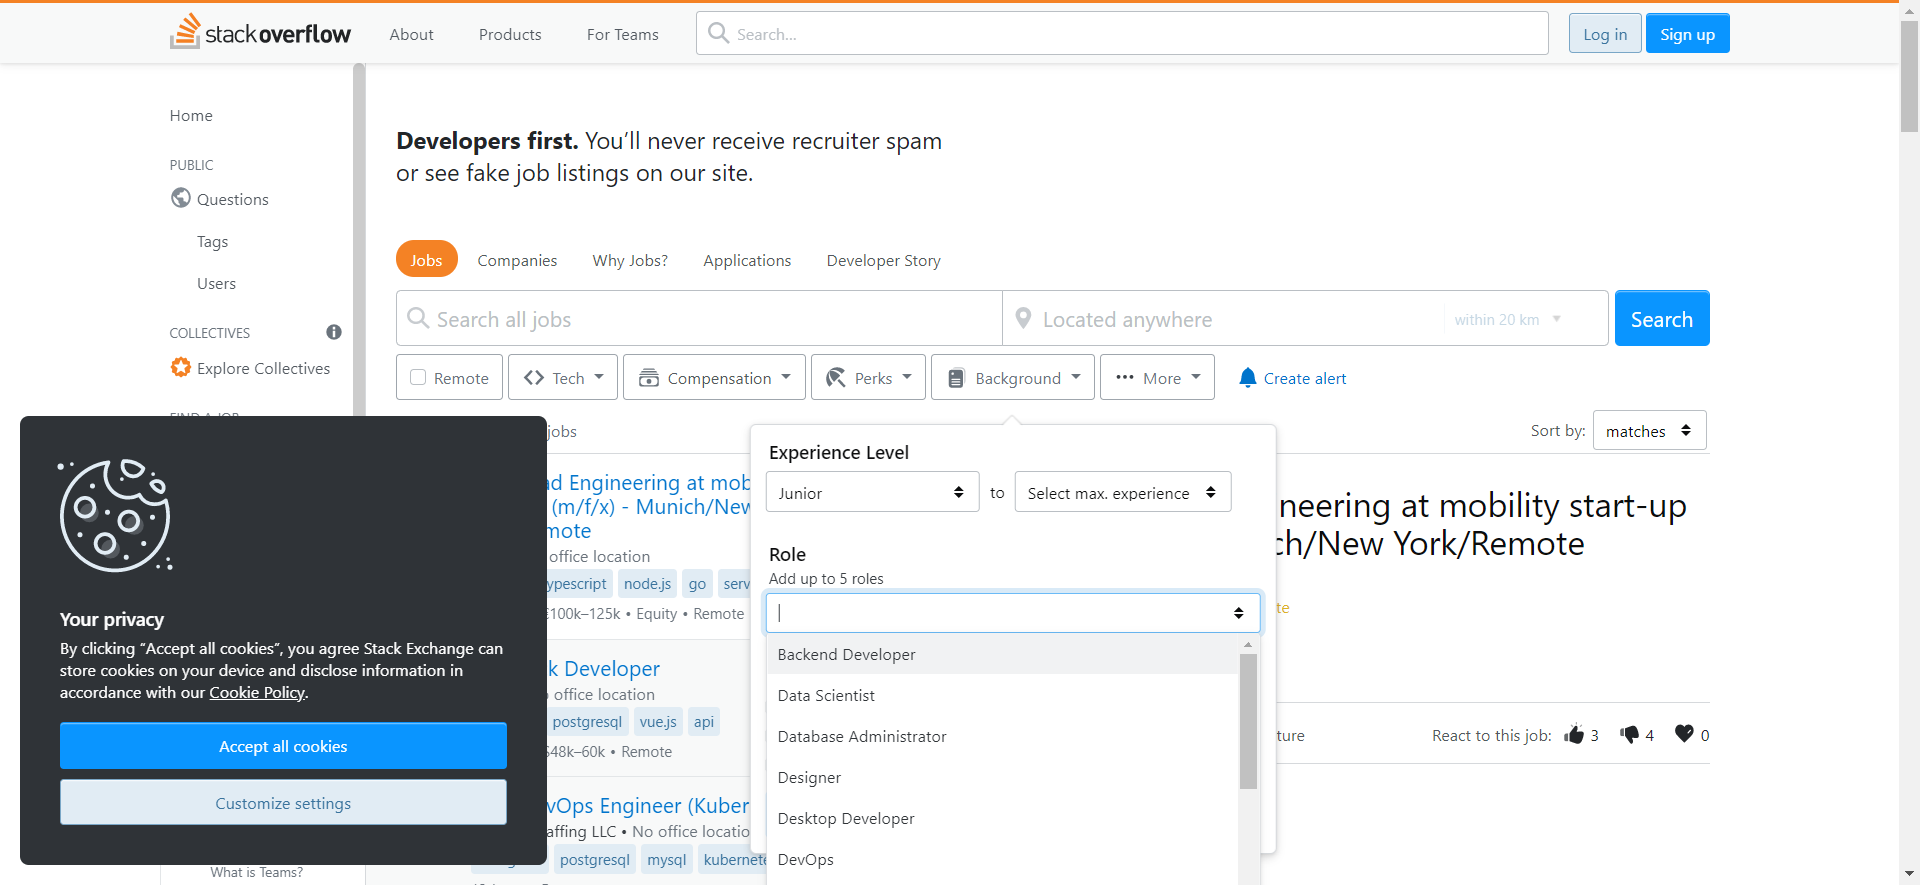 stack overflow
About
Products
For Teams
Search...
Log in
Sign up
Home
PUBLIC
Questions
Tags
Users
COLLECTIVES
Explore Collectives
Developers first. You'll never receive recruiter spam
or see fake job listings on our site.
Jobs
Companies
Why Jobs?
Applications
Developer Story
Search all jobs
Located anywhere
within 20 km
Search
Remote
Tech
Compensation
Perks
Background
More
Create alert
jobs
Sort by:
matches
ad Engineering at mob
(m/f/x) - Munich/New
mote
office location
ypescript
node.js
go
serv
€100k–125k • Equity • Remote
k Developer
office location
postgresql
vue.js
api
$48k–60k • Remote
vOps Engineer (Kuber
affing LLC • No office locatio
postgresql
mysql
kubernete
Experience Level
Junior
to
Select max. experience
Role
Add up to 5 roles
Backend Developer
Data Scientist
Database Administrator
Designer
Desktop Developer
DevOps
neering at mobility start-up
ch/New York/Remote
te
ture
React to this job:
3
4
0
Your privacy
By clicking “Accept all cookies”, you agree Stack Exchange can
store cookies on your device and disclose information in
accordance with our Cookie Policy.
Accept all cookies
Customize settings
What is Teams?